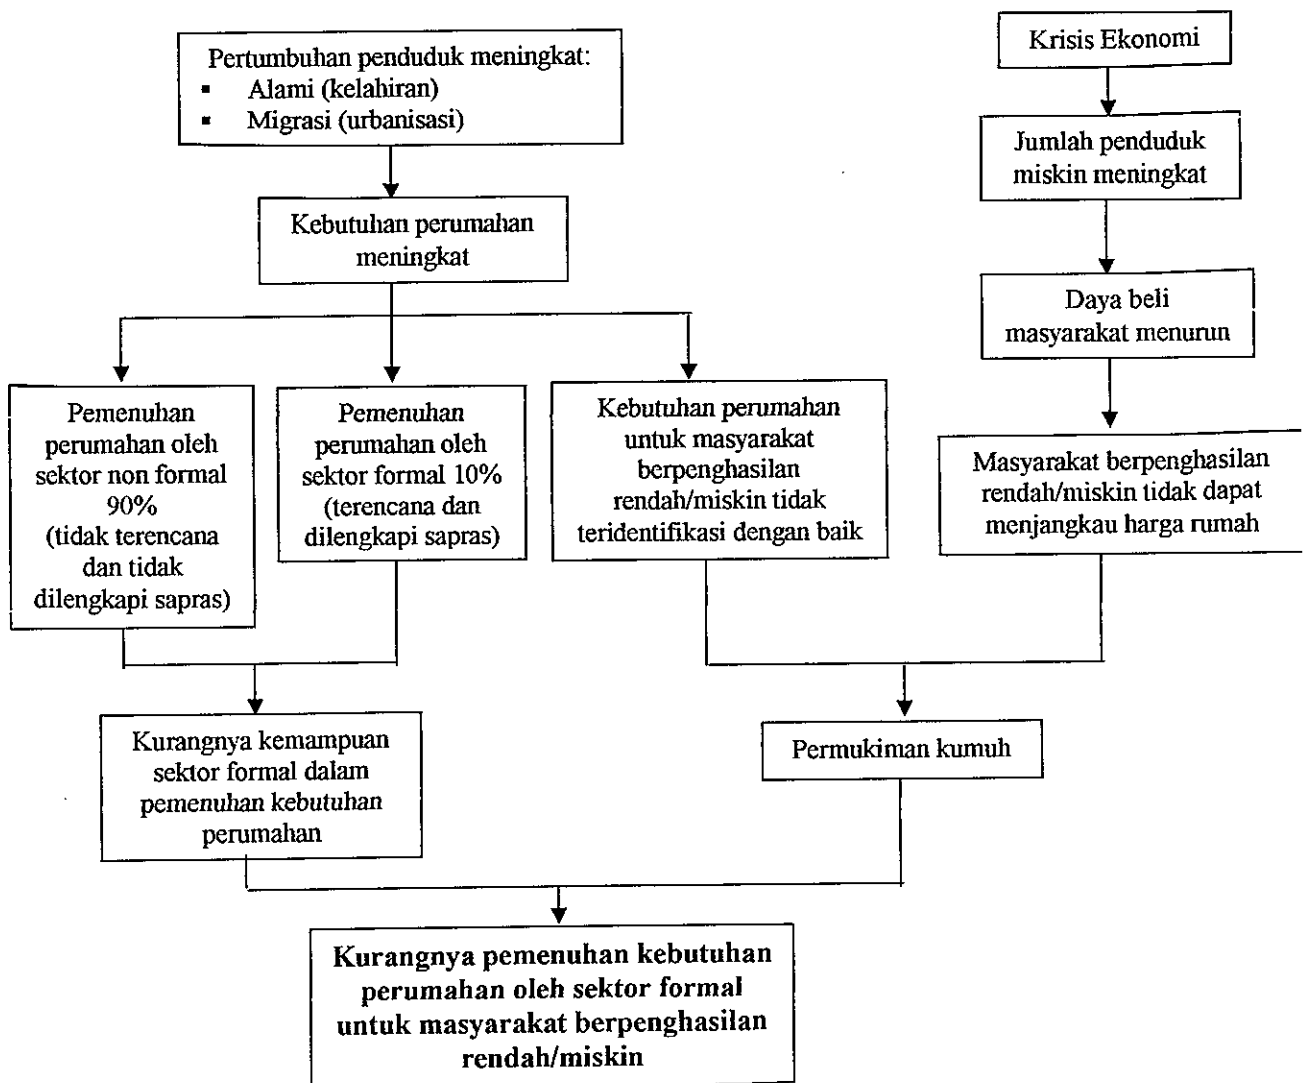 Pertumbuhan penduduk meningkat:
▪ Alami (kelahiran)
▪ Migrasi (urbanisasi)
Krisis Ekonomi
Jumlah penduduk
miskin meningkat
Kebutuhan perumahan
meningkat
Daya beli
masyarakat menurun
Pemenuhan
perumahan oleh
sektor non formal
90%
(tidak terencana
dan tidak
dilengkapi sapras)
Pemenuhan
perumahan oleh
sektor formal 10%
(terencana dan
dilengkapi sapras)
Kebutuhan perumahan
untuk masyarakat
berpenghasilan
rendah/miskin tidak
teridentifikasi dengan baik
Masyarakat berpenghasilan
rendah/miskin tidak dapat
menjangkau harga rumah
Kurangnya kemampuan
sektor formal dalam
pemenuhan kebutuhan
perumahan
Permukiman kumuh
Kurangnya pemenuhan kebutuhan
perumahan oleh sektor formal
untuk masyarakat berpenghasilan
rendah/miskin